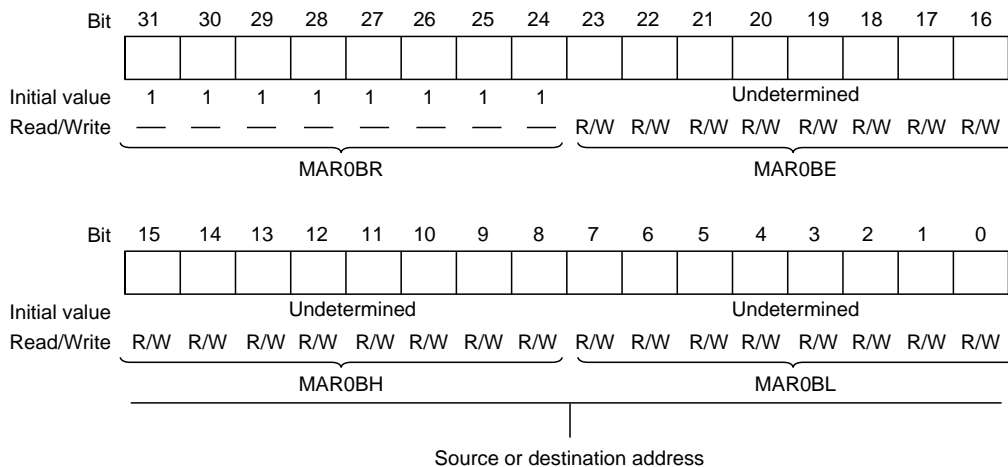 Bit 31 30 29 28 27 26 25 24 23 22 21 20 19 18 17 16
Initial value 1 1 1 1 1 1 1 1 Undetermined
Read/Write — — — — — — — — R/W R/W R/W R/W R/W R/W R/W R/W
MAR0BR MAR0BE
Bit 15 14 13 12 11 10 9 8 7 6 5 4 3 2 1 0
Initial value Undetermined Undetermined
Read/Write R/W R/W R/W R/W R/W R/W R/W R/W R/W R/W R/W R/W R/W R/W R/W R/W
MAR0BH MAR0BL
Source or destination address